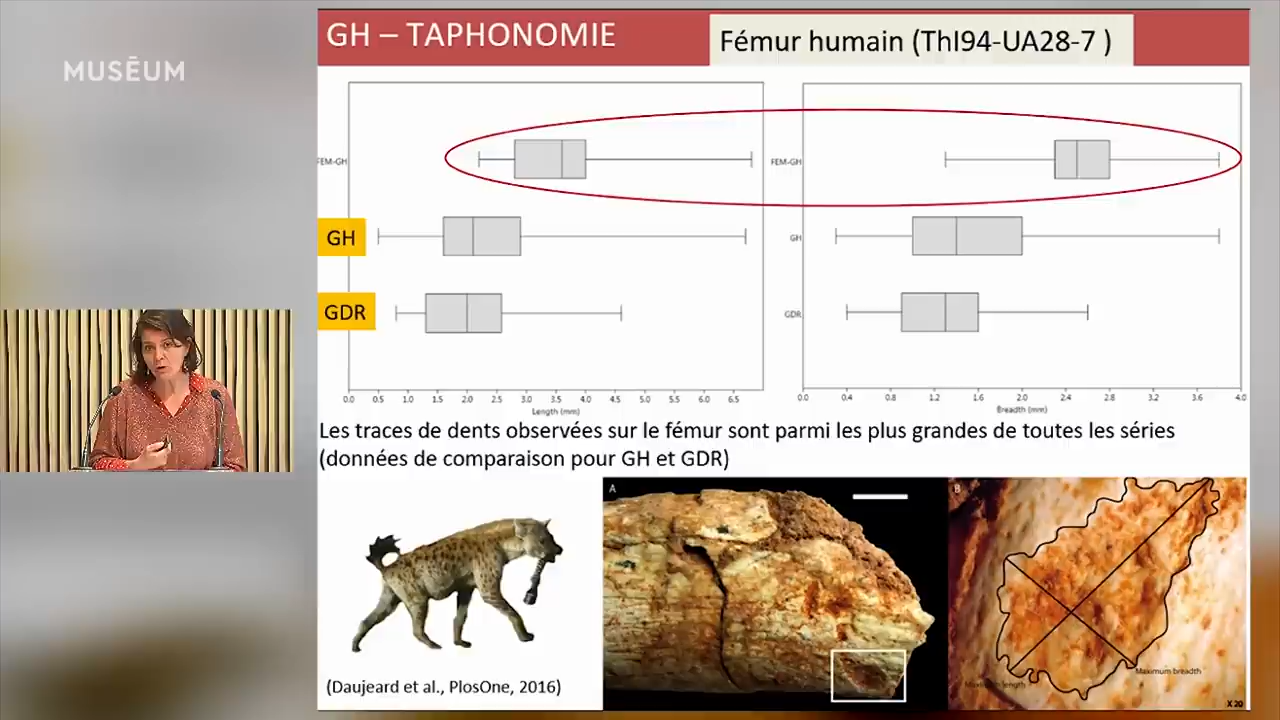 MUSĒUM
GH – TAPHONOMIE
Fémur humain (ThI94-UA28-7 )
FEM-GH
GH
GDR
0.0 0.5 1.0 1.5 2.0 2.5 3.0 3.5 4.0 4.5 5.0 5.5 6.0 6.5
Length (mm)
FEM-GH
GH
GDR
0.0 0.4 0.8 1.2 1.6 2.0 2.4 2.8 3.2 3.6 4.0
Breadth (mm)
Les traces de dents observées sur le fémur sont parmi les plus grandes de toutes les séries
(données de comparaison pour GH et GDR)
(Daujeard et al., PlosOne, 2016)
A
B
Maximum breadth
Maximum length
X 20